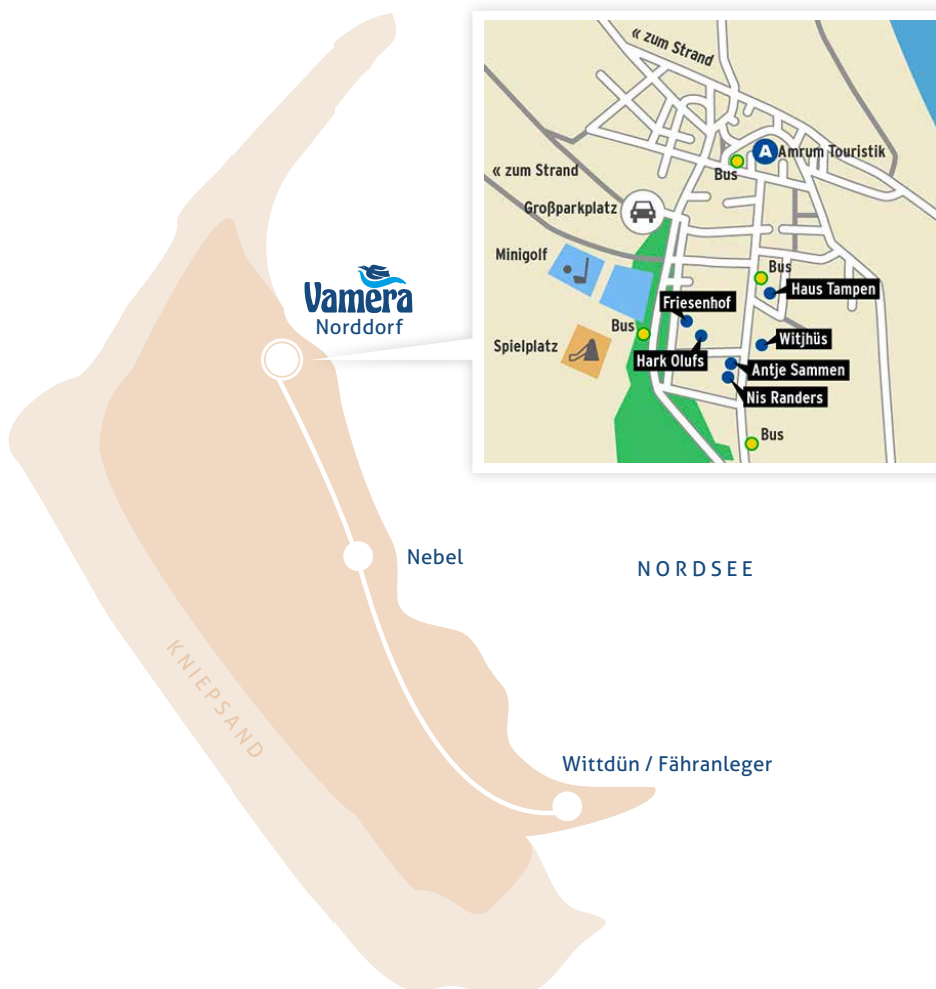 « zum Strand
A Amrum Touristik
Bus
« zum Strand
Großparkplatz
Minigolf
Bus
Haus Tampen
Friesenhof
Bus
Witjhüs
Spielplatz
Hark Olufs
Antje Sammen
Nis Randers
Bus
Vamera
Norddorf
Nebel
NORDSEE
KNIEPSAND
Wittdün / Fähranleger